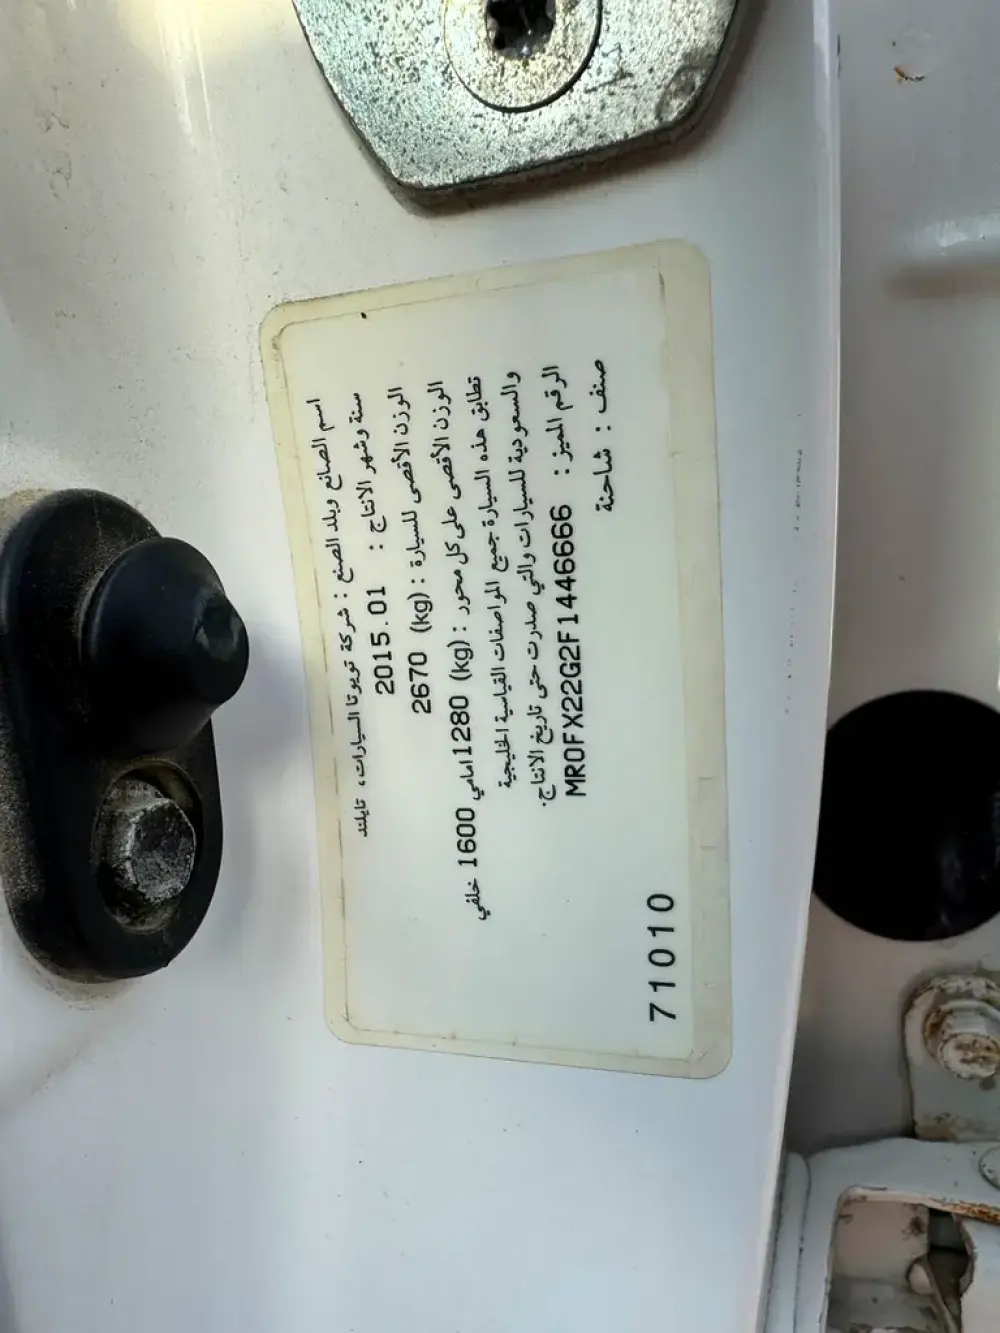 اسم الصانع وبلد الصنع : شركة تويوتا السيارات، تايلند
سنة وشهر الانتاج : 2015.01
الوزن الأقصى للسيارة : (kg) 2670
الوزن الأقصى على كل محور : (kg) 1280 امامي 1600 خلفي
تطابق هذه السيارة جميع المواصفات القياسية الخليجية
والسعودية للسيارات والتي صدرت حتى تاريخ الانتاج.
الرقم المميز : MR0FX22G2F1446666
صنف : شاحنة
71010